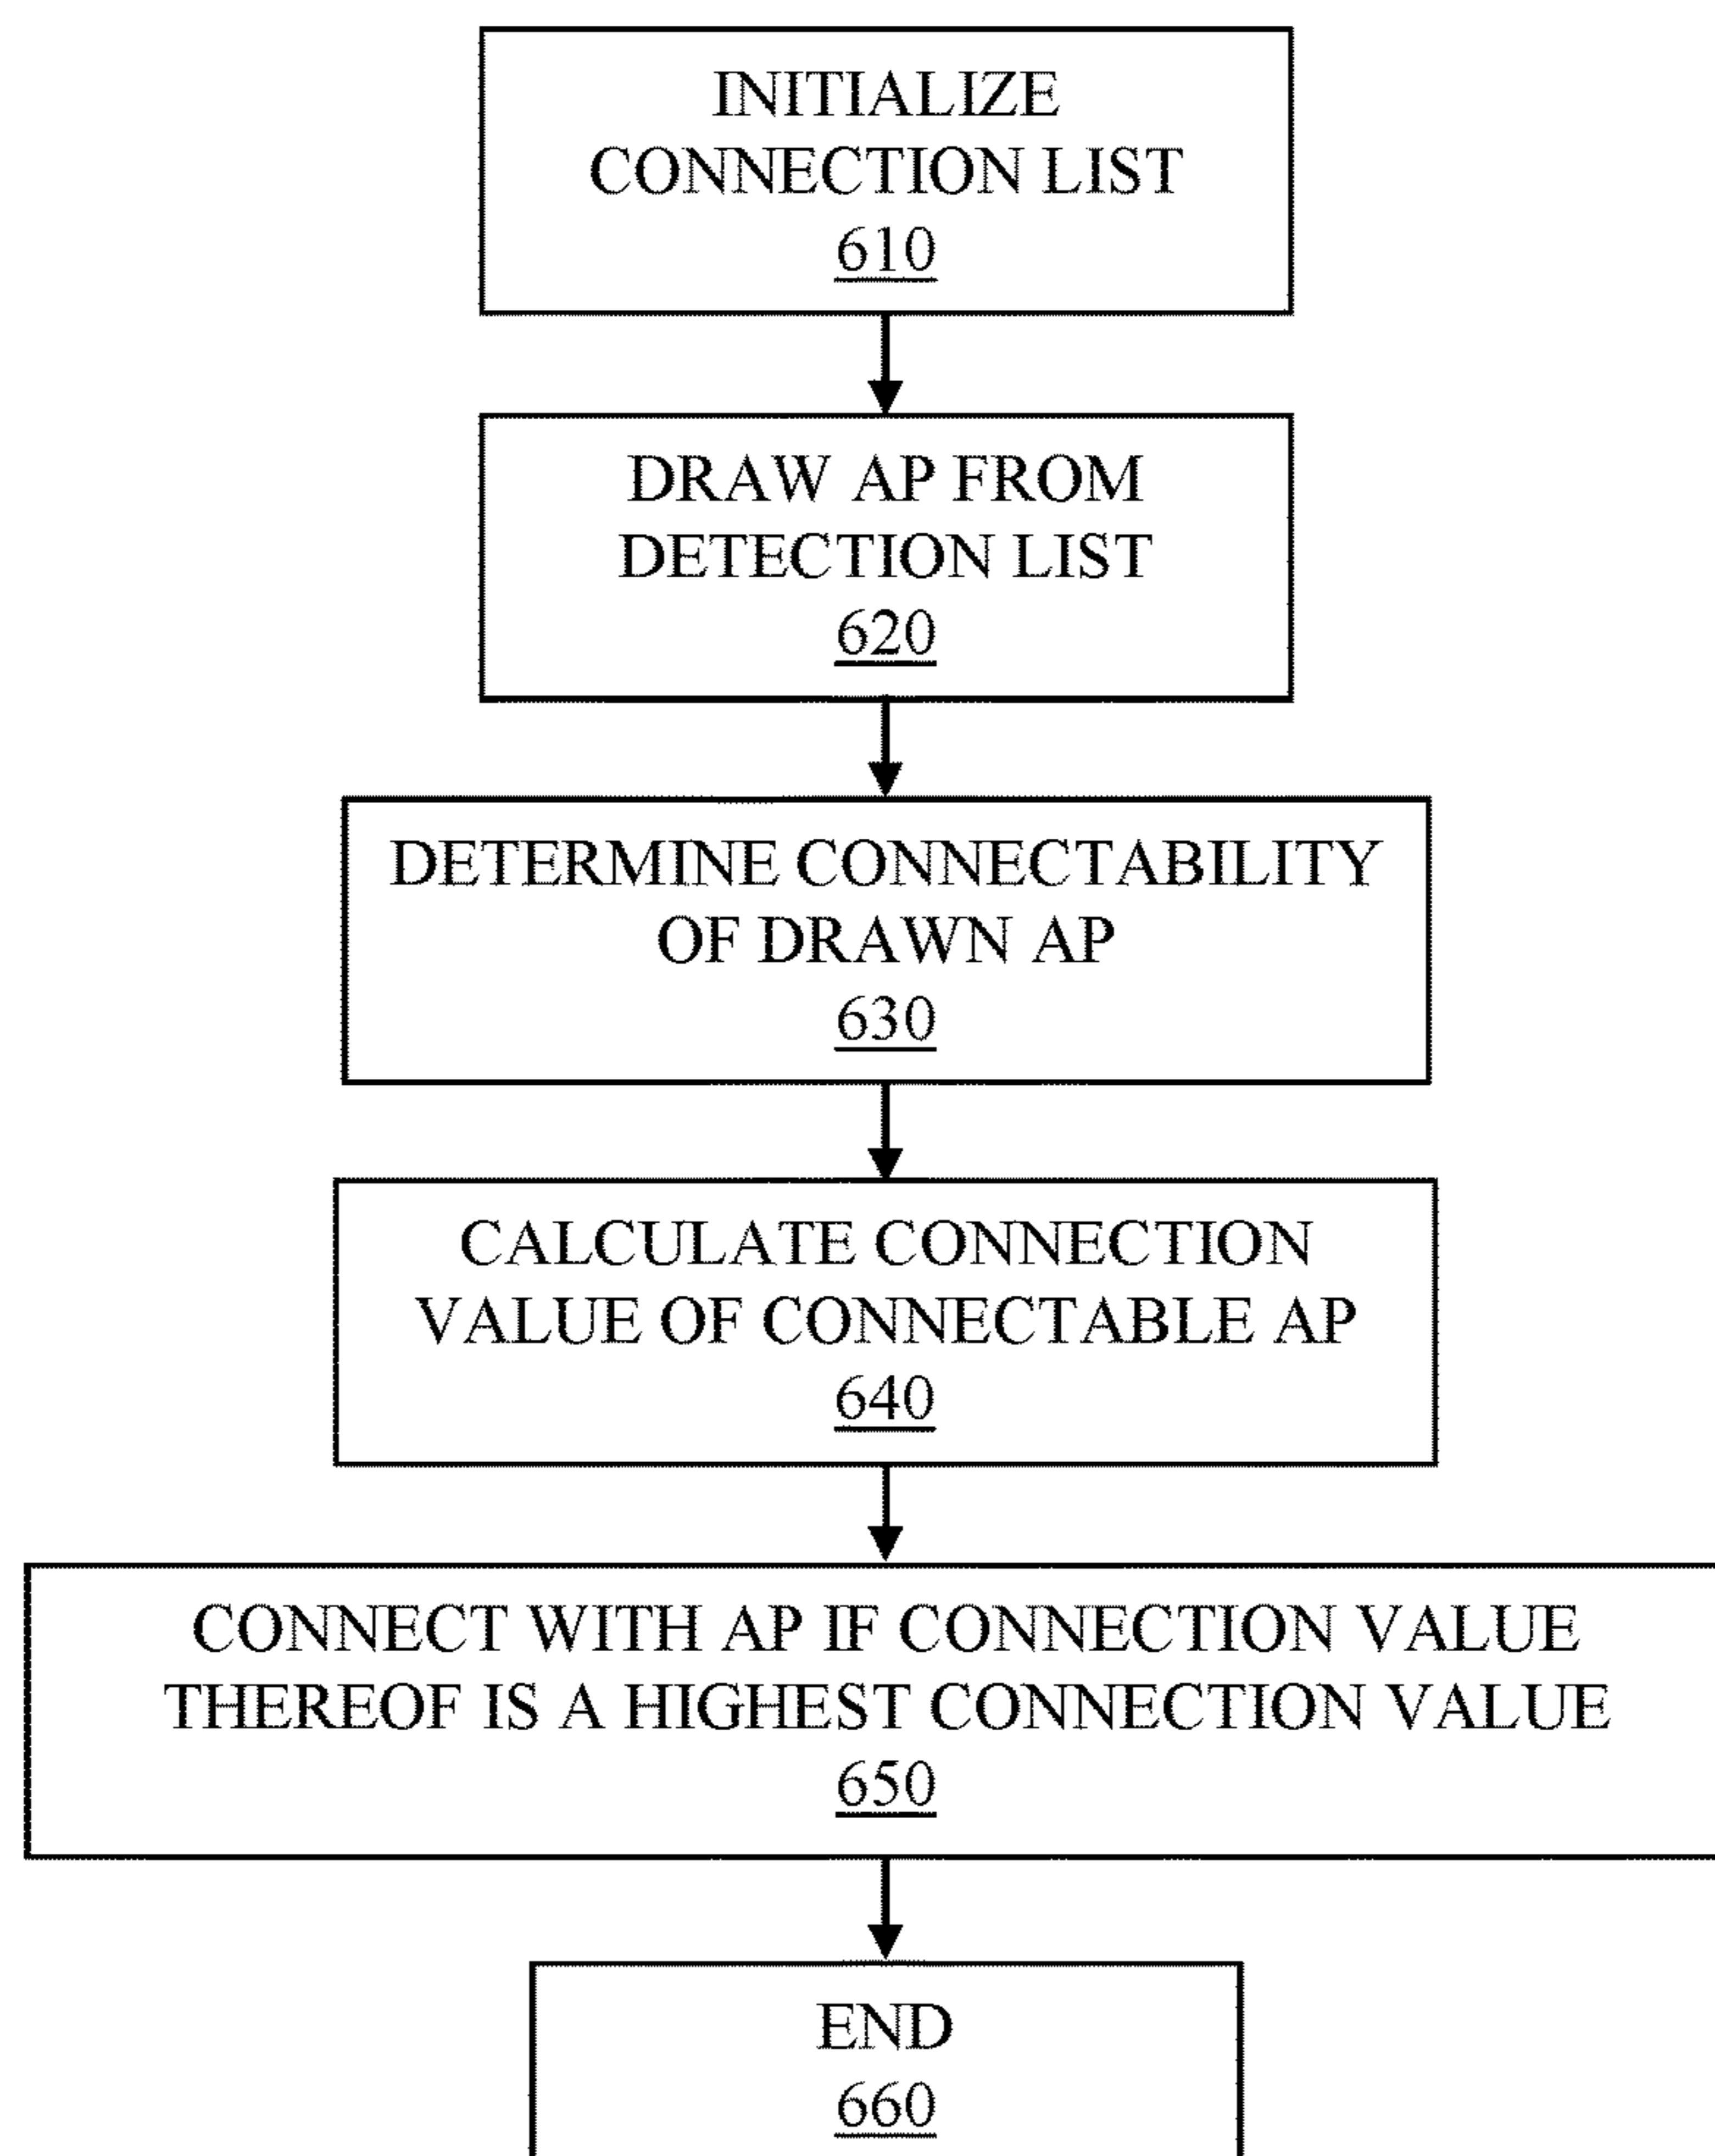 INITIALIZE
CONNECTION LIST
610
DRAW AP FROM
DETECTION LIST
620
DETERMINE CONNECTABILITY
OF DRAWN AP
630
CALCULATE CONNECTION
VALUE OF CONNECTABLE AP
640
CONNECT WITH AP IF CONNECTION VALUE
THEREOF IS A HIGHEST CONNECTION VALUE
650
END
660